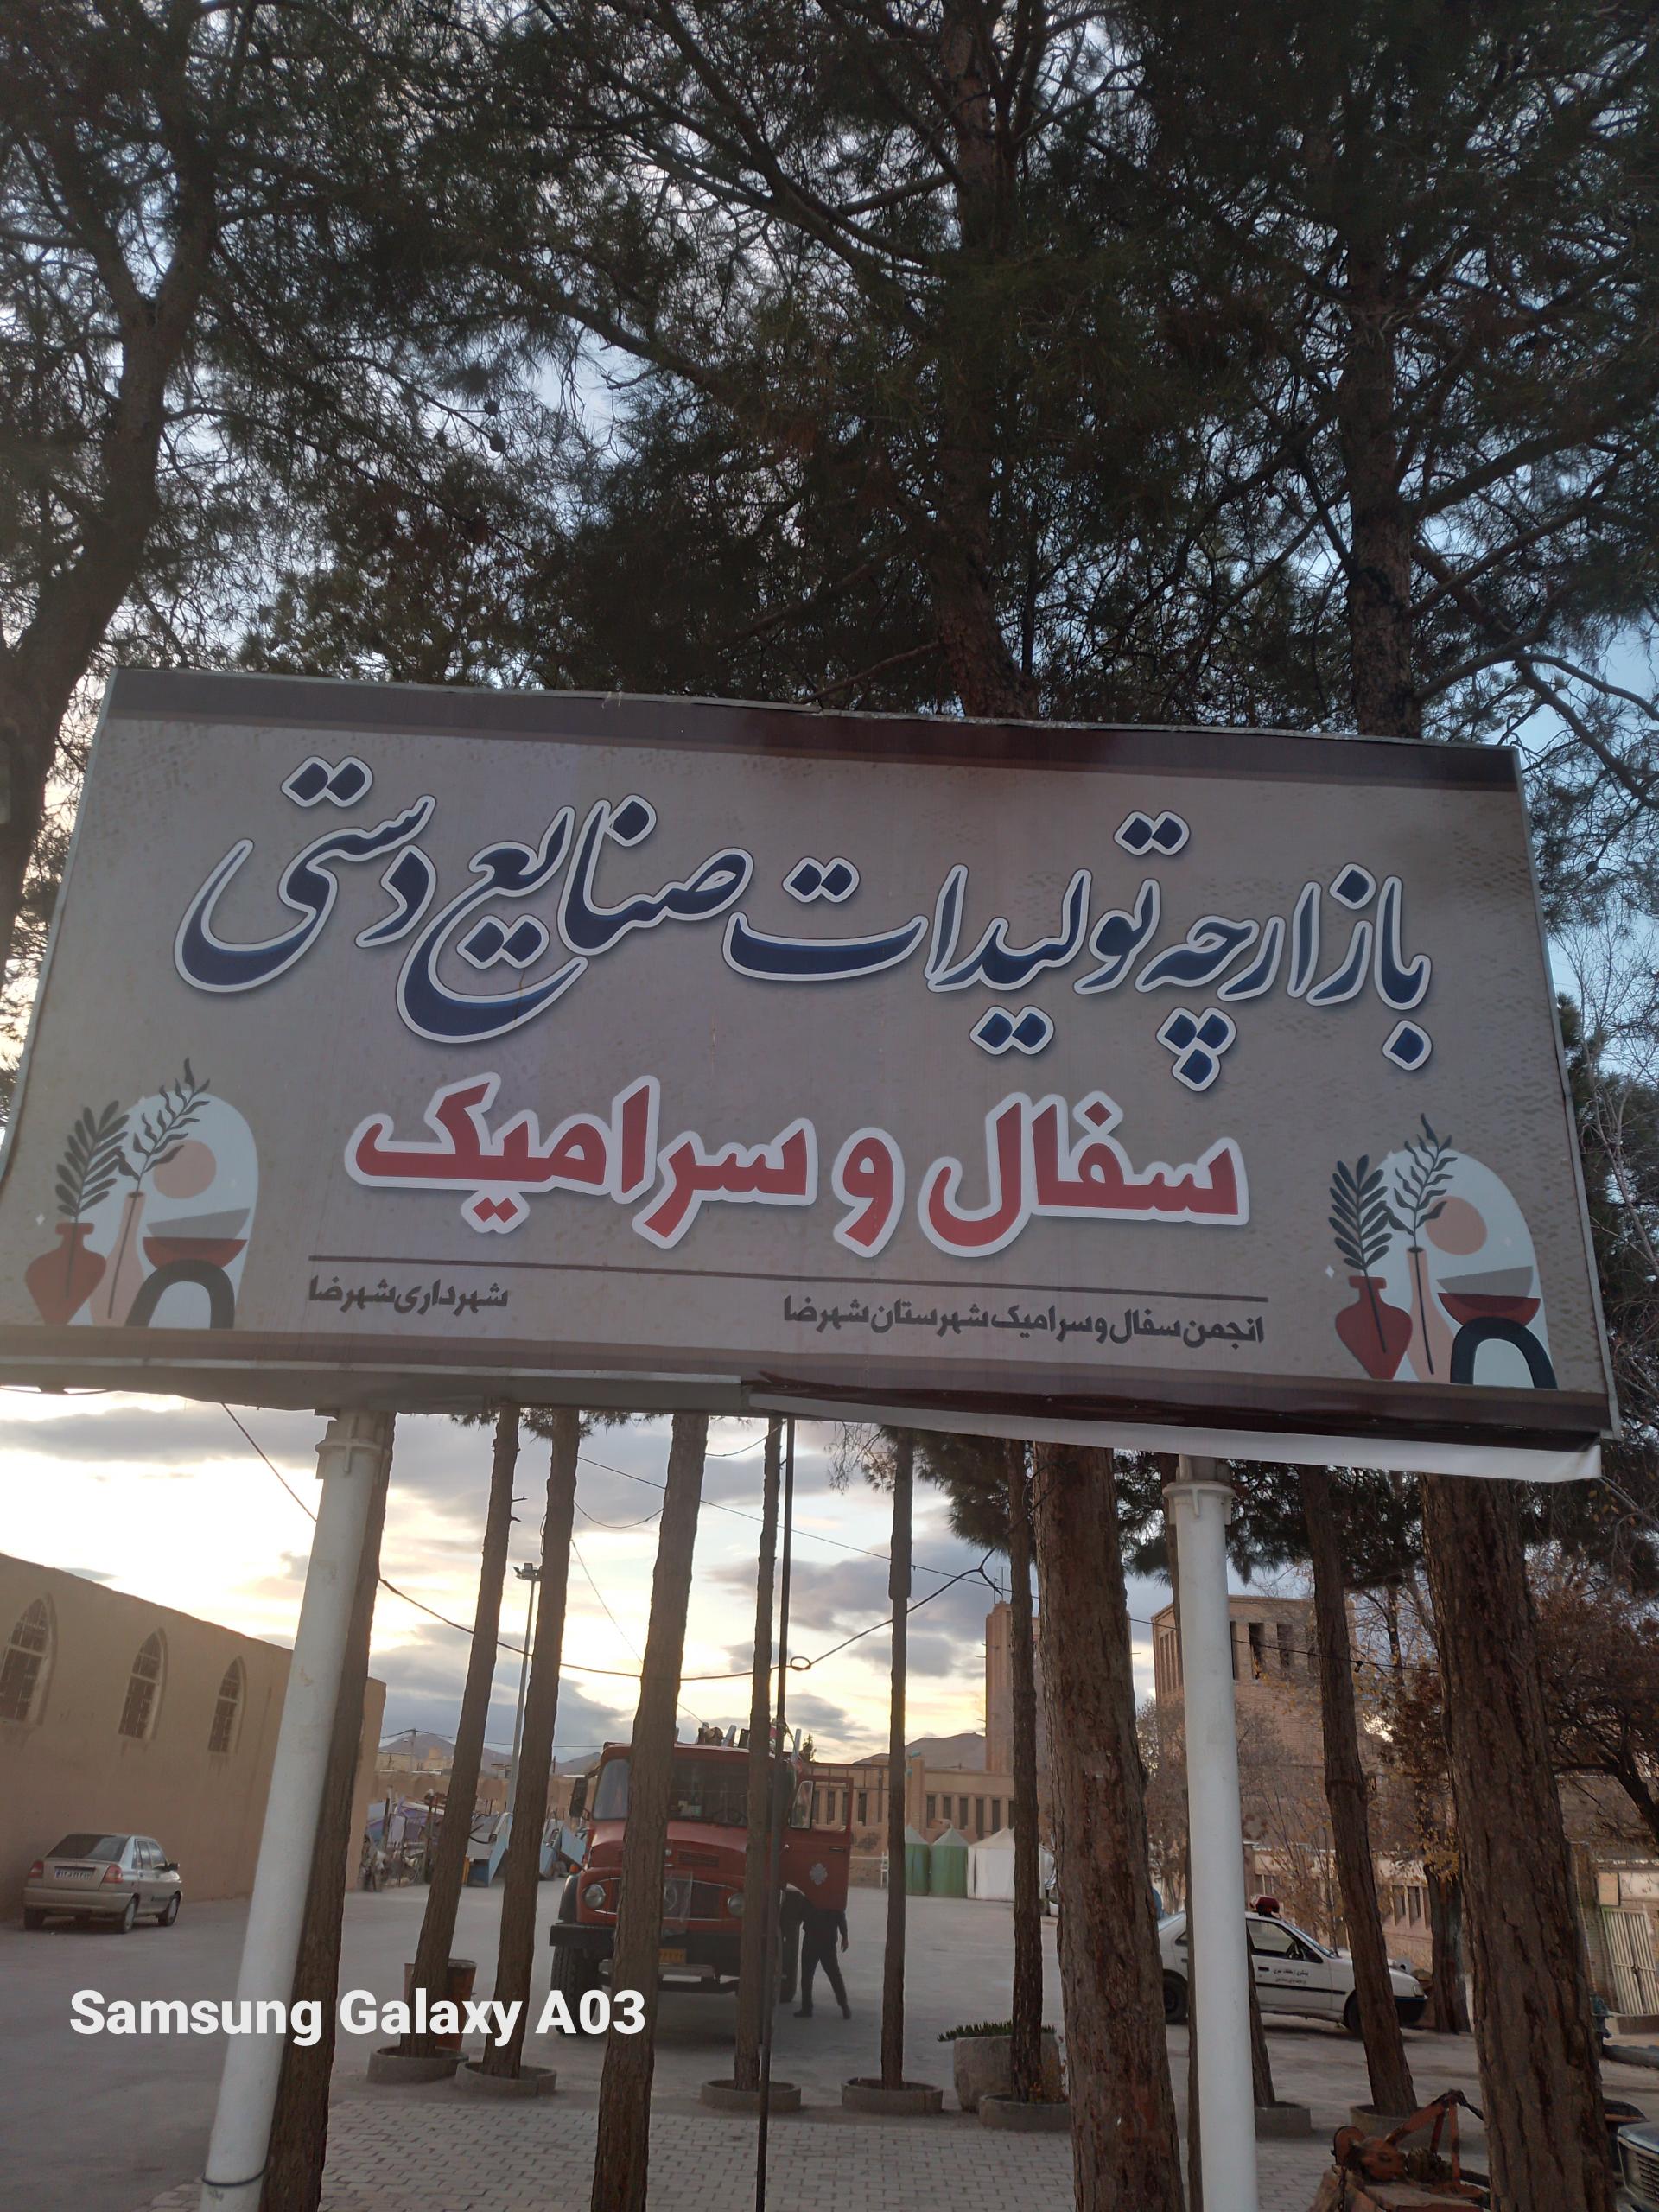 بازارچه تولیدات صنایع دستی
سفال و سرامیک
انجمن سفال و سرامیک شهرستان شهرضا
شهرداری شهرضا
Samsung Galaxy A03